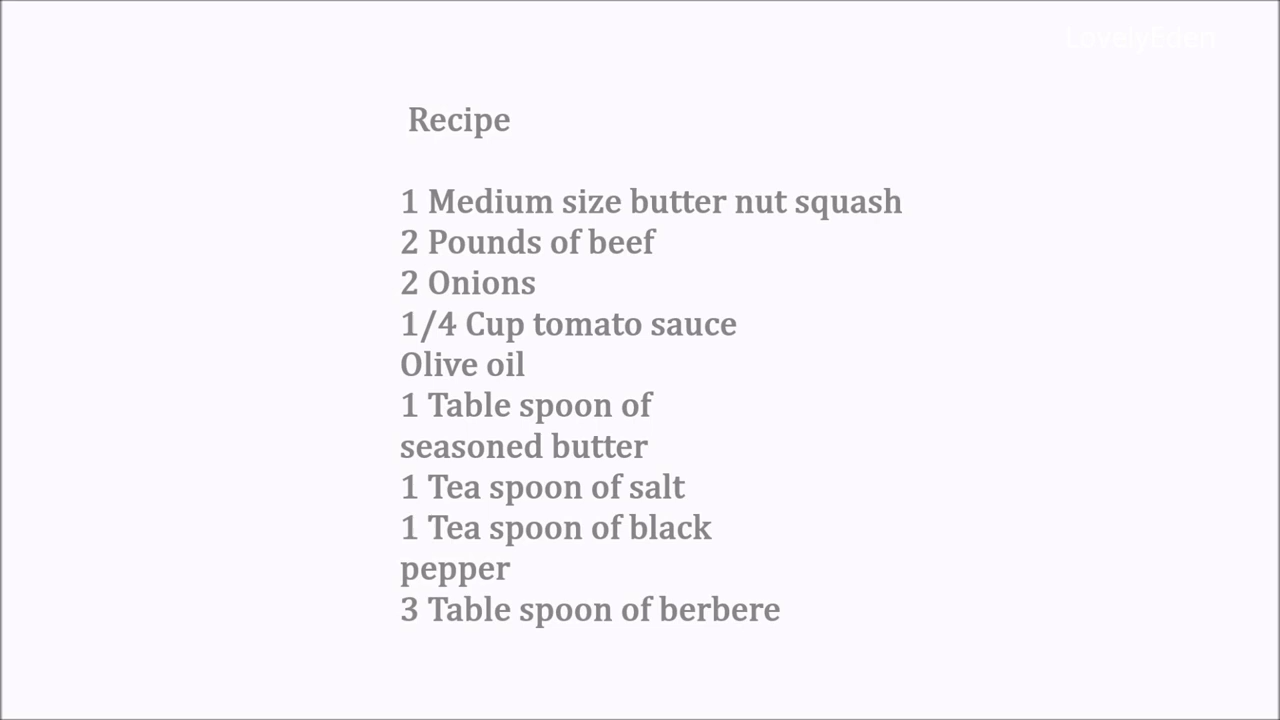 LovelyEden
Recipe
1 Medium size butter nut squash
2 Pounds of beef
2 Onions
1/4 Cup tomato sauce
Olive oil
1 Table spoon of
seasoned butter
1 Tea spoon of salt
1 Tea spoon of black
pepper
3 Table spoon of berbere